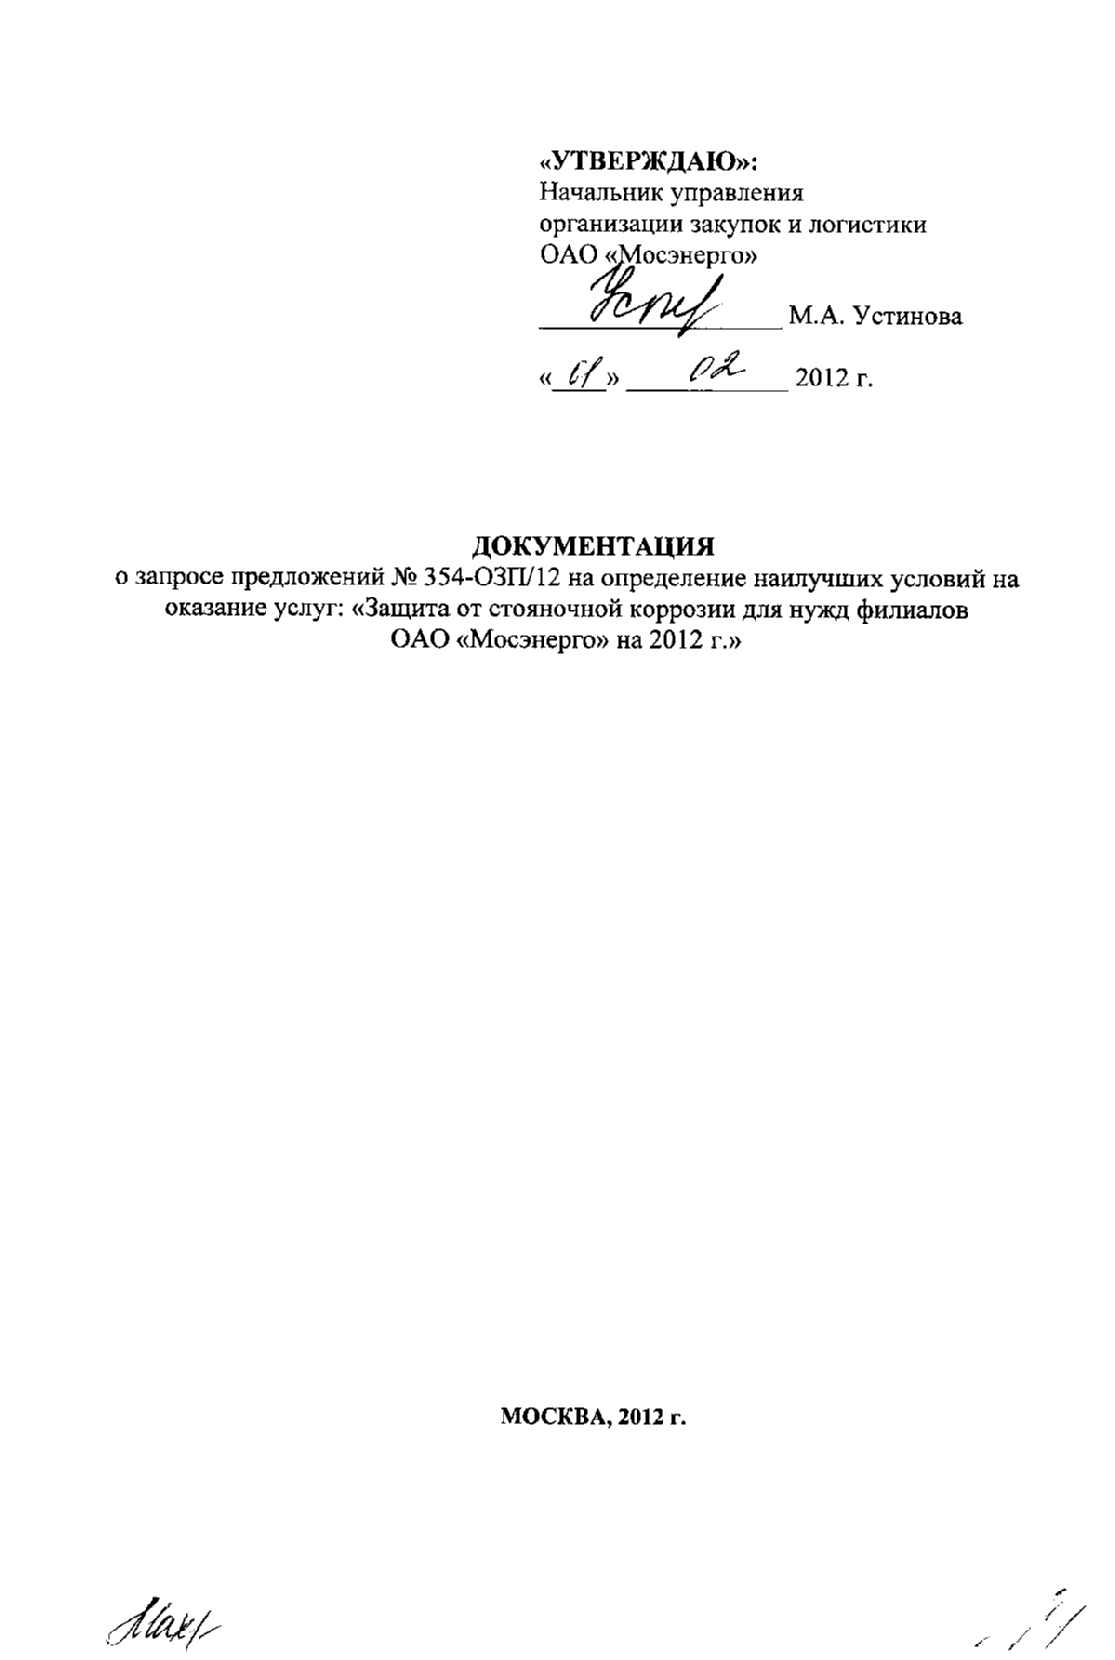 «УТВЕРЖДАЮ»:
Начальник управления
организации закупок и логистики
ОАО «Мосэнерго»
М.А. Устинова
«01» 02 2012 г.
ДОКУМЕНТАЦИЯ
о запросе предложений № 354-ОЗП/12 на определение наилучших условий на
оказание услуг: «Защита от стояночной коррозии для нужд филиалов
ОАО «Мосэнерго» на 2012 г.»
МОСКВА, 2012 г.